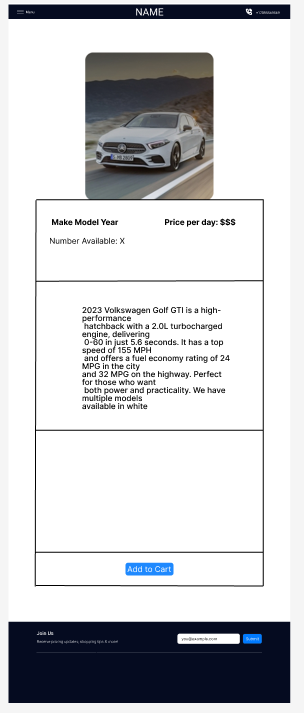 Menu
NAME
Make Model Year
Price per day: $$$
Number Available: X
2023 Volkswagen Golf GTI is a high-
performance
hatchback with a 2.0L turbocharged
engine, delivering
0-60 in just 5.6 seconds. It has a top
speed of 155 MPH
and offers a fuel economy rating of 24
MPG in the city
and 32 MPG on the highway. Perfect
for those who want
both power and practicality. We have
multiple models
available in white
Add to Cart
Join Us
Receive pricing updates, shopping tips & more!
you@example.com
Submit